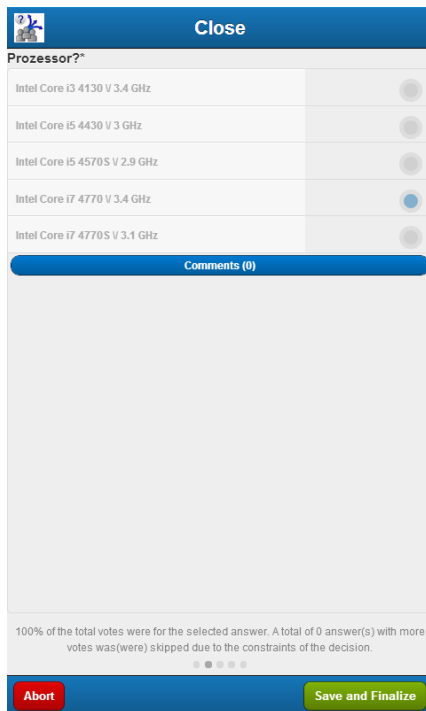 Close
Prozessor?*
Intel Core i3 4130 \/ 3.4 GHz
Intel Core i5 4430 \/ 3 GHz
Intel Core i5 4570S \/ 2.9 GHz
Intel Core i7 4770 \/ 3.4 GHz
Intel Core i7 4770S \/ 3.1 GHz
Comments (0)
100% of the total votes were for the selected answer. A total of 0 answer(s) with more
votes was(were) skipped due to the constraints of the decision.
Abort
Save and Finalize